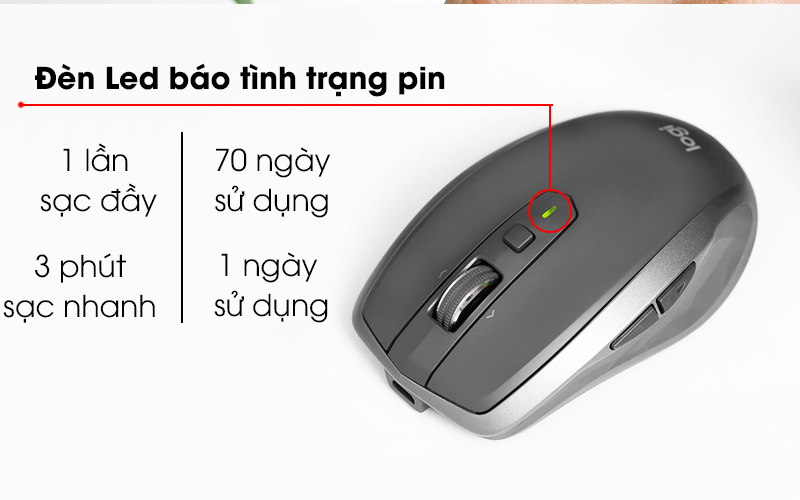 Đèn Led báo tình trạng pin
1 lần
sạc đầy
70 ngày
sử dụng
3 phút
sạc nhanh
1 ngày
sử dụng
logi